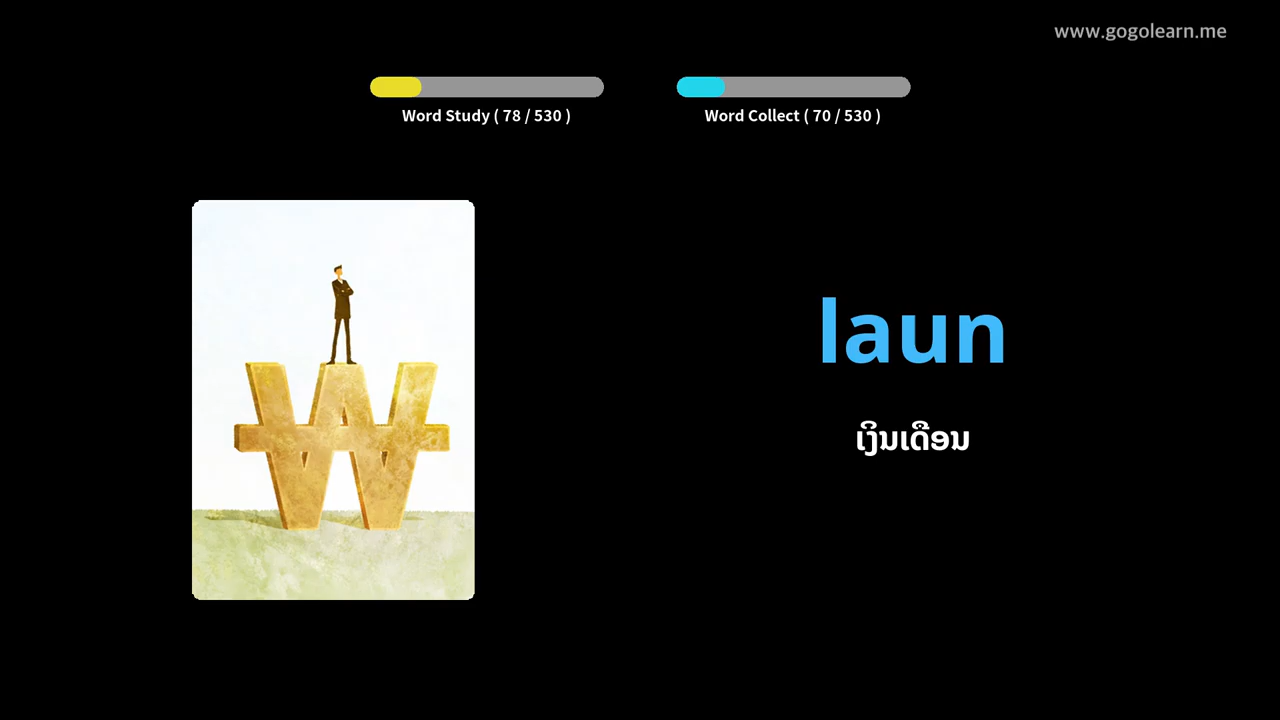 www.gogolearn.me
Word Study ( 78 / 530 )
Word Collect ( 70 / 530 )
laun
ເງິນເດືອນ